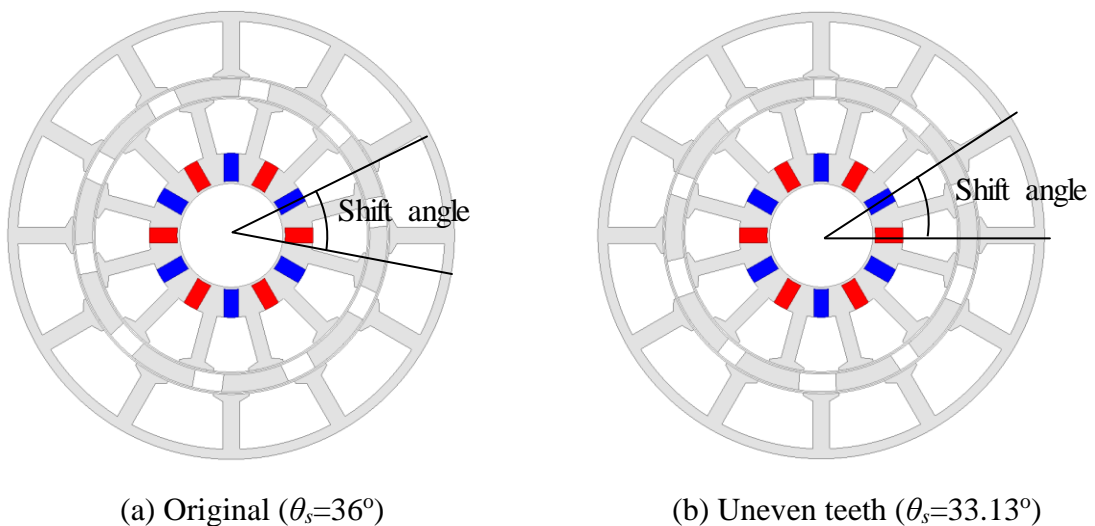 Shift angle
Shift angle
(a) Original (θs=36o)
(b) Uneven teeth (θs=33.13o)